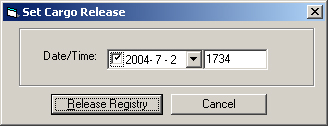 Set Cargo Release
Date/Time: 2004- 7 - 2 1734
Release Registry Cancel